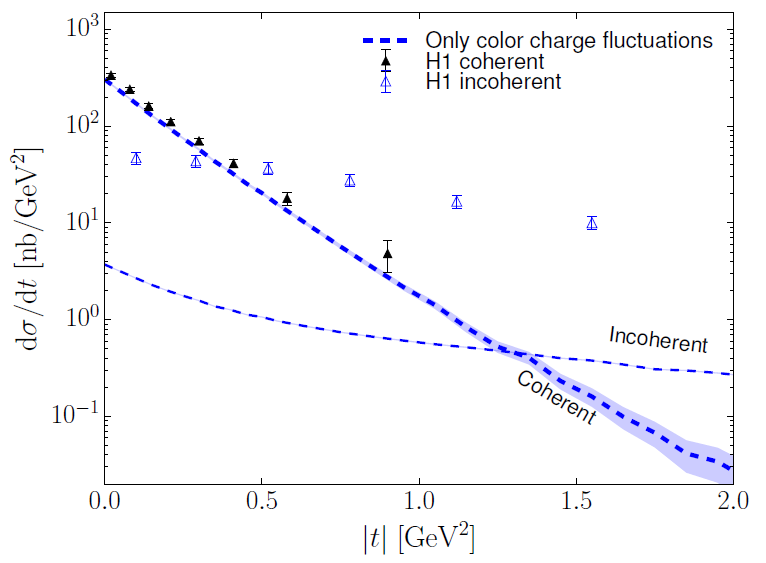 10³
10²
10¹
10⁰
10⁻¹
dσ/dt [nb/GeV²]
Only color charge fluctuations
H1 coherent
H1 incoherent
Incoherent
Coherent
0.0 0.5 1.0 1.5 2.0
|t| [GeV²]